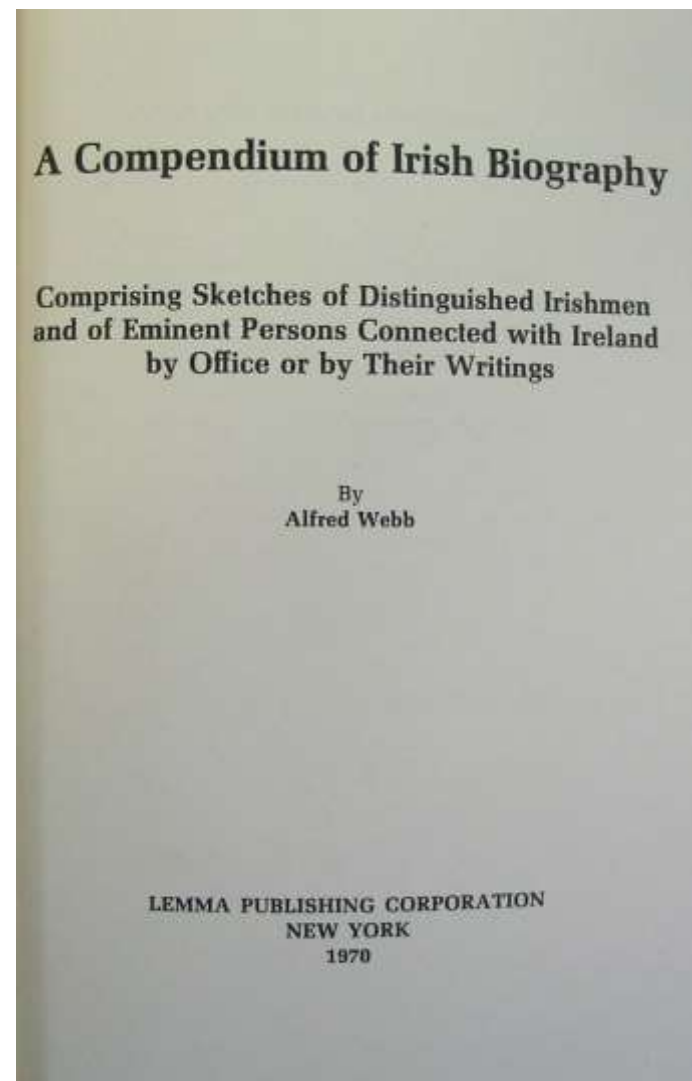 A Compendium of Irish Biography
Comprising Sketches of Distinguished Irishmen
and of Eminent Persons Connected with Ireland
by Office or by Their Writings
By
Alfred Webb
LEMMA PUBLISHING CORPORATION
NEW YORK
1970